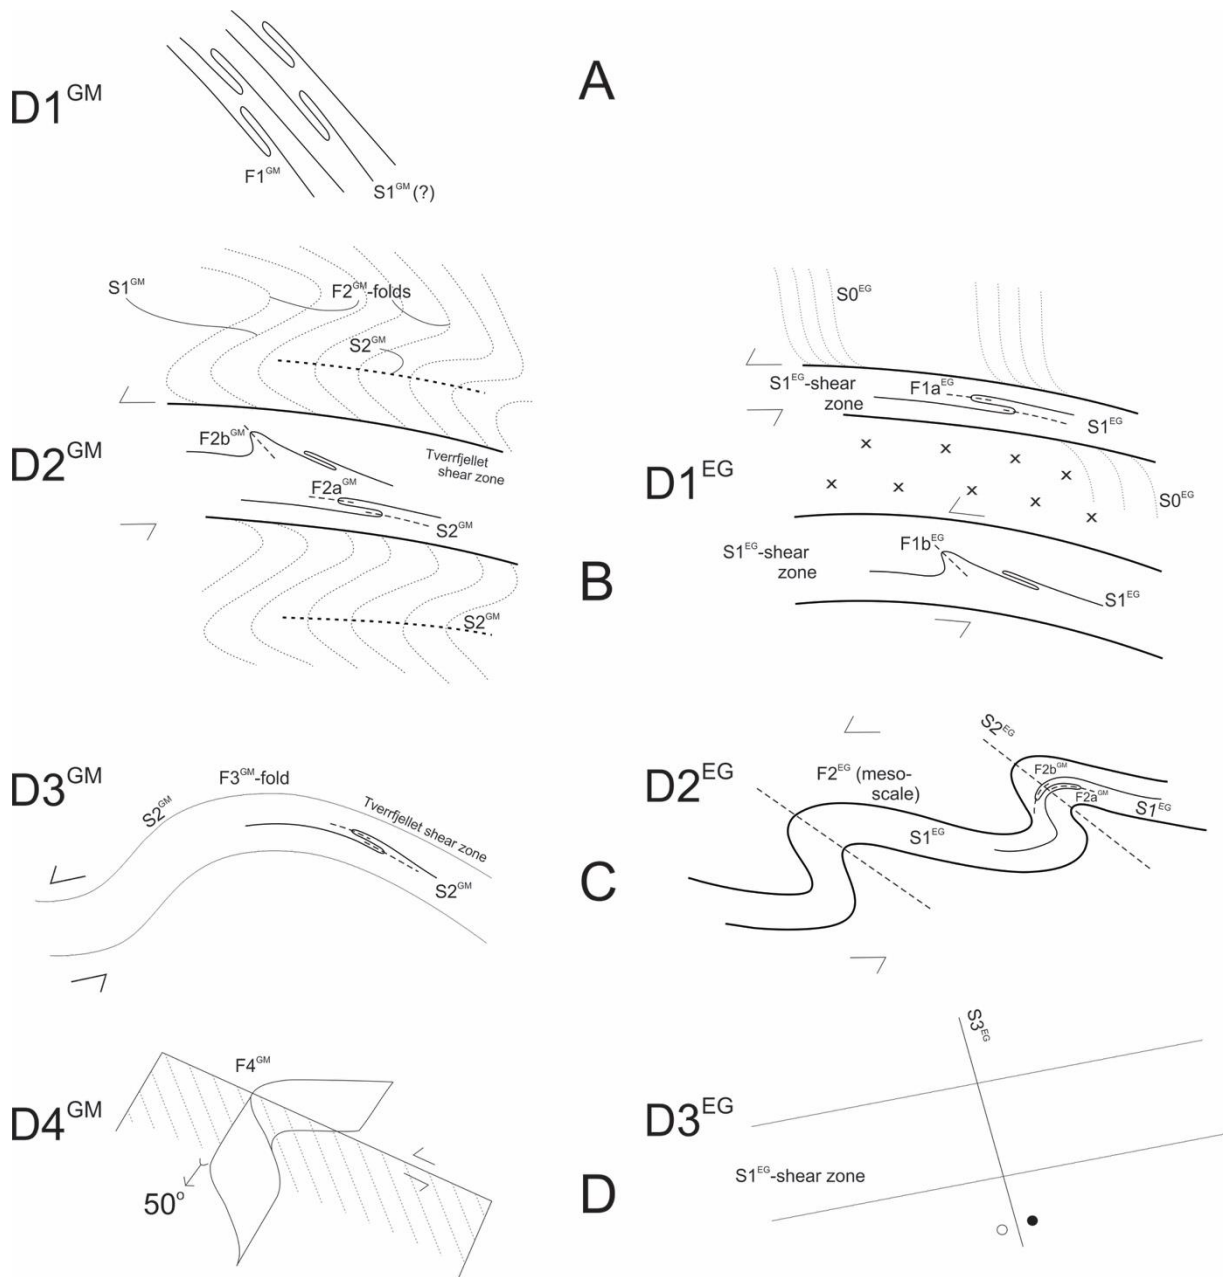 D1GM
F1GM
S1GM (?)
A
S1GM
F2GM-folds
S2GM
D2GM
F2bGM
Tverrfjellet
shear zone
F2aGM
S2GM
S2GM
S0EG
S1EG-shear
zone
F1aEG
S1EG
D1EG
S0EG
S1EG-shear
zone
F1bEG
S1EG
B
D3GM
F3GM-fold
S2GM
Tverrfjellet shear zone
S2GM
D2EG
F2EG (meso-
scale)
S2EG
F2bGM
F2aGM
S1EG
S1EG
C
D4GM
F4GM
50o
D3EG
S3EG
S1EG-shear zone
D